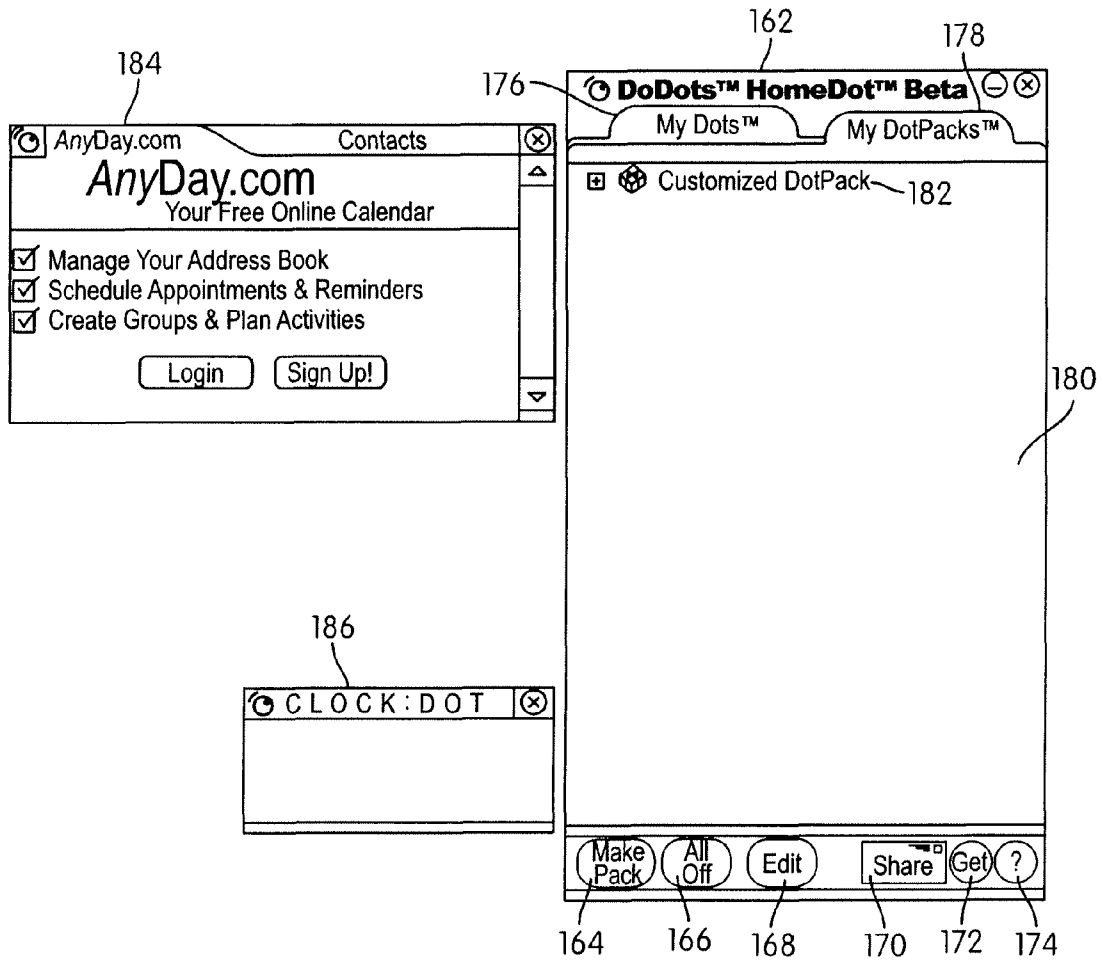 162
178
184
176
DoDots™ HomeDot™ Beta
My Dots™
My DotPacks™
AnyDay.com
Contacts
AnyDay.com
Your Free Online Calendar
Customized DotPack
182
Manage Your Address Book
Schedule Appointments & Reminders
Create Groups & Plan Activities
Login
Sign Up!
180
186
CLOCK:DOT
Make Pack
All Off
Edit
Share
Get
?
164
166
168
170
172
174